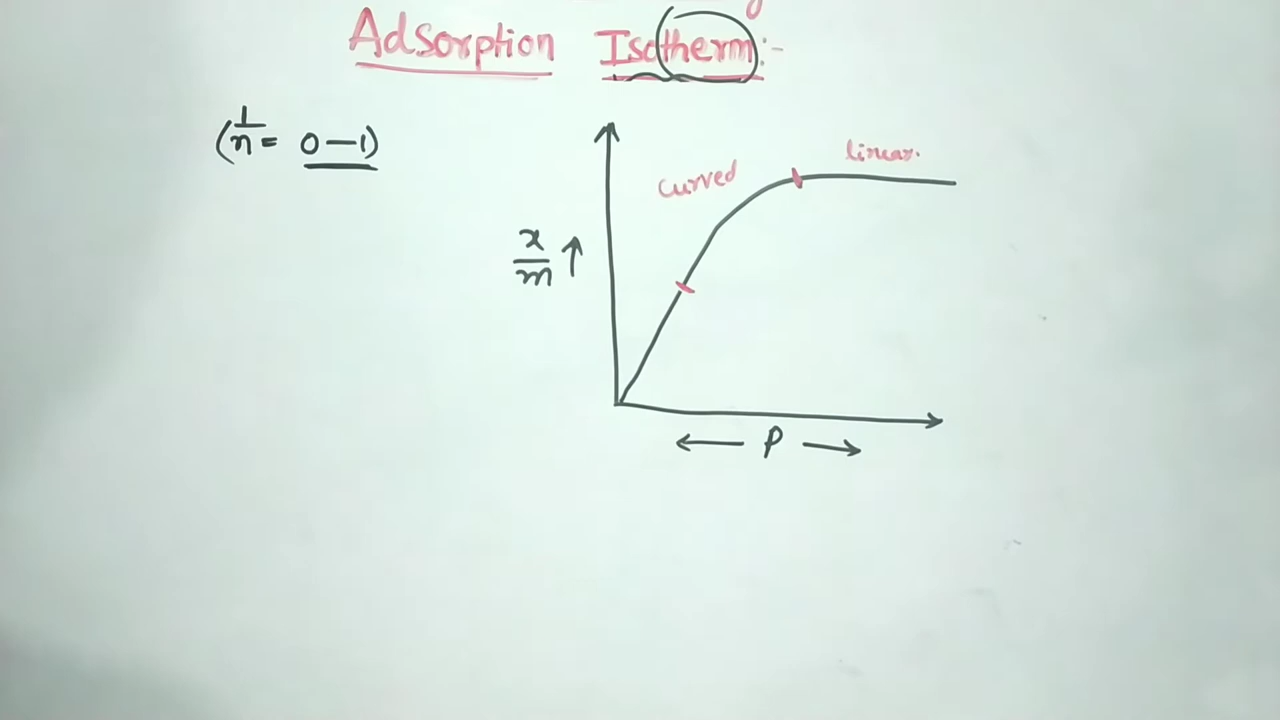 Adsorption Isotherm:-
(1/n = 0-1)
curved
linear.
x/m ↑
← P →